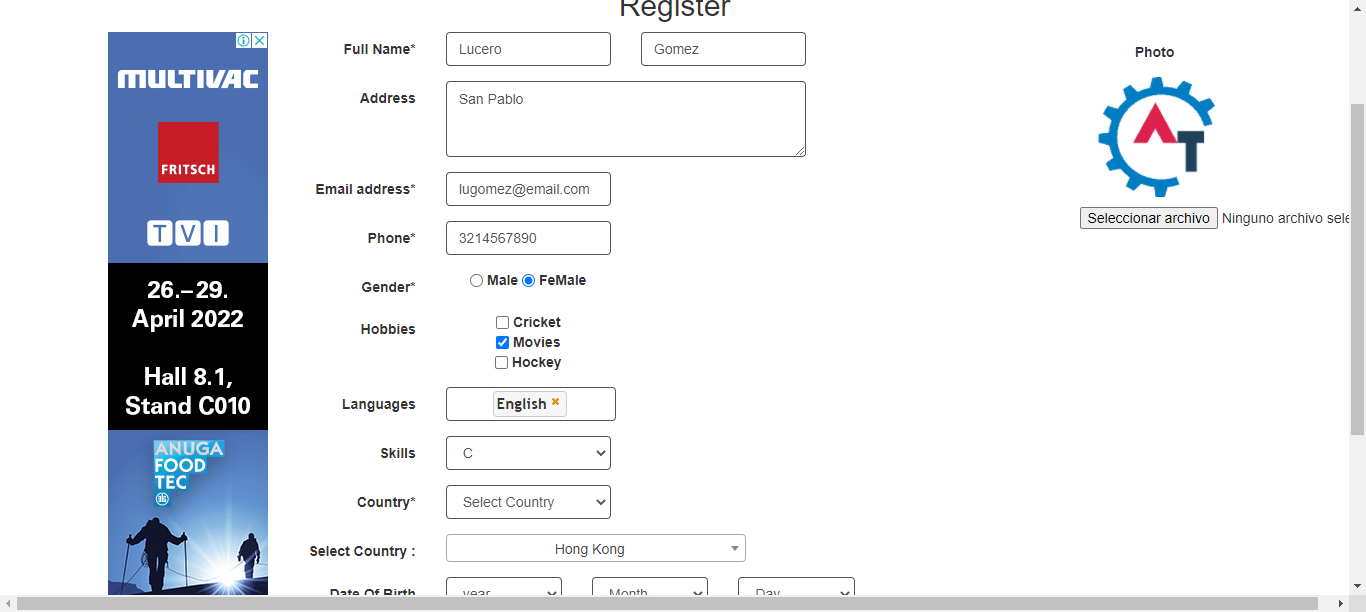 Register
MULTIVAC
FRITSCH
TVI
26.–29.
April 2022
Hall 8.1,
Stand C010
ANUGA
FOOD
TEC
Full Name* Lucero Gomez
Address San Pablo
Email address* lugomez@email.com
Phone* 3214567890
Gender* Male FeMale
Hobbies Cricket
Movies
Hockey
Languages English
Skills C
Country* Select Country
Select Country : Hong Kong
Date Of Birth year Month Day
Photo
AT
Seleccionar archivo Ninguno archivo sele